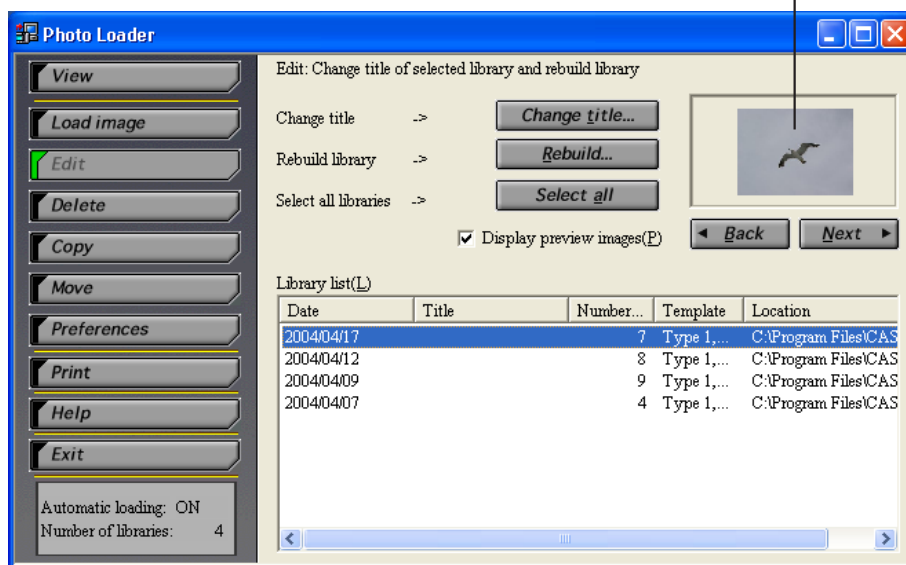 Photo Loader
View
Load image
Edit
Delete
Copy
Move
Preferences
Print
Help
Exit
Automatic loading: ON
Number of libraries: 4
Edit: Change title of selected library and rebuild library
Change title -> Change title...
Rebuild library -> Rebuild...
Select all libraries -> Select all
Display preview images(P)
Back Next
Library list(L)
Date Title Number... Template Location
2004/04/17 7 Type 1,... C:\Program Files\CAS
2004/04/12 8 Type 1,... C:\Program Files\CAS
2004/04/09 9 Type 1,... C:\Program Files\CAS
2004/04/07 4 Type 1,... C:\Program Files\CAS